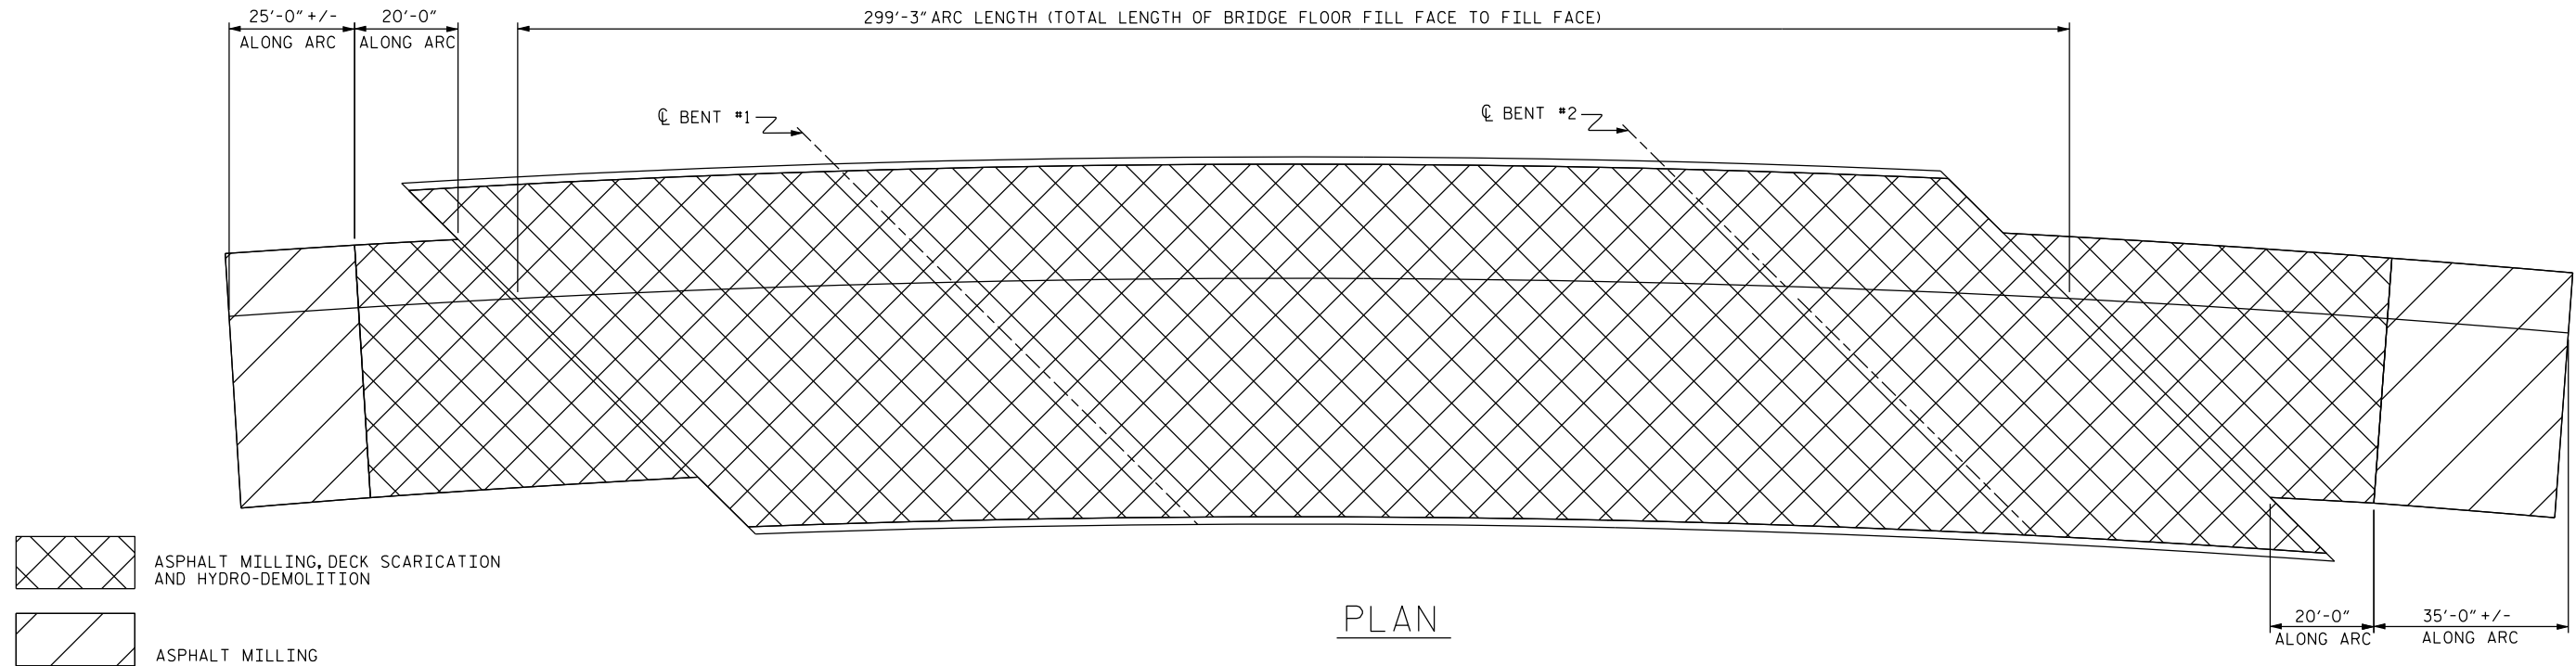 25'-0" +/-
ALONG ARC
20'-0"
ALONG ARC
299'-3" ARC LENGTH (TOTAL LENGTH OF BRIDGE FLOOR FILL FACE TO FILL FACE)
℄ BENT #1
℄ BENT #2
ASPHALT MILLING, DECK SCARICATION
AND HYDRO-DEMOLITION
ASPHALT MILLING
PLAN
20'-0"
ALONG ARC
35'-0" +/-
ALONG ARC